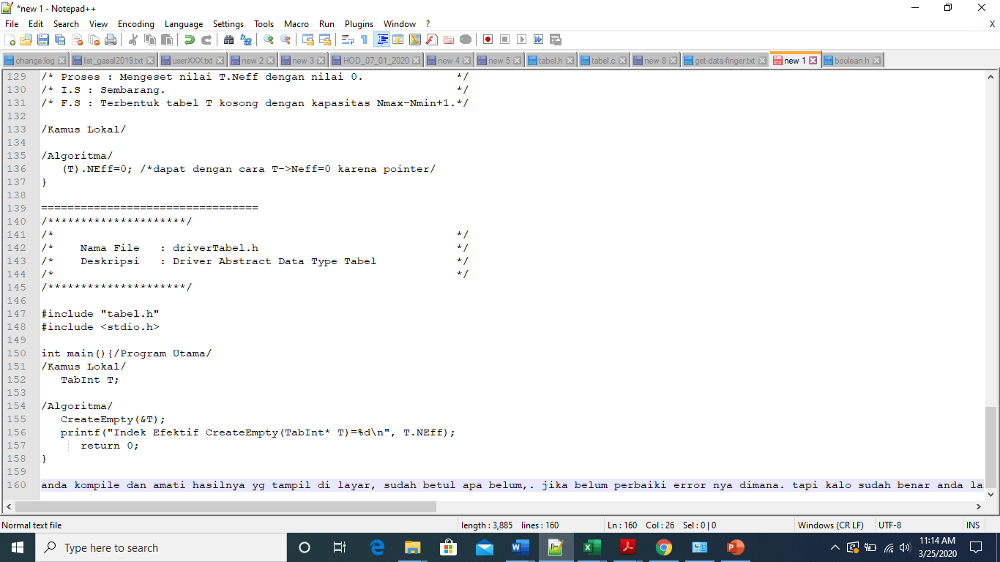 *new 1 - Notepad++
File Edit Search View Encoding Language Settings Tools Macro Run Plugins Window ? X
change.log list_gasal2019.txt userXXX.txt new 2 new 3 HOD_07_01_2020 new 4 new 5 tabel.h tabel.c new 8 get-data-finger.txt new 1 boolean.h
129 /* Proses : Mengeset nilai T.Neff dengan nilai 0. */
130 /* I.S : Sembarang. */
131 /* F.S : Terbentuk tabel T kosong dengan kapasitas Nmax-Nmin+1.*/
132
133 /Kamus Lokal/
134
135 /Algoritma/
136 (T).NEff=0; /*dapat dengan cara T->Neff=0 karena pointer/
137 }
138
139 =================================
140 /*********************/
141 /* */
142 /* Nama File : driverTabel.h */
143 /* Deskripsi : Driver Abstract Data Type Tabel */
144 /* */
145 /*********************/
146
147 #include "tabel.h"
148 #include <stdio.h>
149
150 int main(){/Program Utama/
151 /Kamus Lokal/
152 TabInt T;
153
154 /Algoritma/
155 CreateEmpty(&T);
156 printf("Indek Efektif CreateEmpty(TabInt* T)=%d\n", T.NEff);
157 return 0;
158 }
159
160 anda kompile dan amati hasilnya yg tampil di layar, sudah betul apa belum,. jika belum perbaiki error nya dimana. tapi kalo sudah benar anda la
Normal text file length : 3,885 lines : 160 Ln : 160 Col : 26 Sel : 0 | 0 Windows (CR LF) UTF-8 INS
Type here to search
11:14 AM
3/25/2020